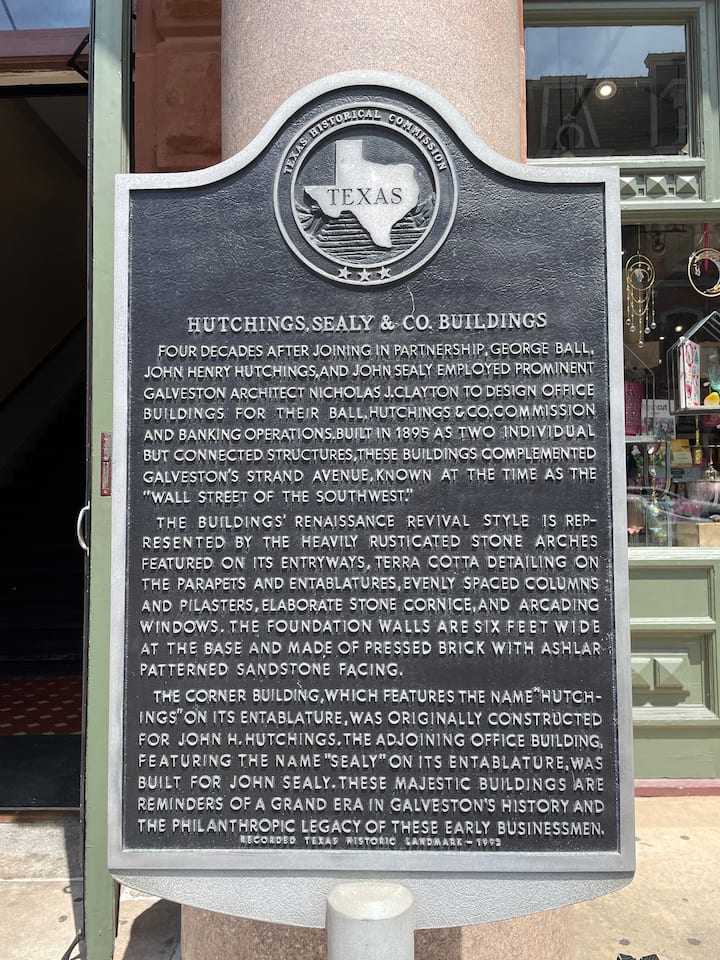 TEXAS HISTORICAL COMMISSION
TEXAS
HUTCHINGS, SEALY & CO. BUILDINGS
FOUR DECADES AFTER JOINING IN PARTNERSHIP, GEORGE BALL,
JOHN HENRY HUTCHINGS, AND JOHN SEALY EMPLOYED PROMINENT
GALVESTON ARCHITECT NICHOLAS J. CLAYTON TO DESIGN OFFICE
BUILDINGS FOR THEIR BALL, HUTCHINGS & CO. COMMISSION
AND BANKING OPERATIONS. BUILT IN 1895 AS TWO INDIVIDUAL
BUT CONNECTED STRUCTURES, THESE BUILDINGS COMPLEMENTED
GALVESTON'S STRAND AVENUE, KNOWN AT THE TIME AS THE
"WALL STREET OF THE SOUTHWEST."
THE BUILDINGS' RENAISSANCE REVIVAL STYLE IS REP-
RESENTED BY THE HEAVILY RUSTICATED STONE ARCHES
FEATURED ON ITS ENTRYWAYS, TERRA COTTA DETAILING ON
THE PARAPETS AND ENTABLATURES, EVENLY SPACED COLUMNS
AND PILASTERS, ELABORATE STONE CORNICE, AND ARCADING
WINDOWS. THE FOUNDATION WALLS ARE SIX FEET WIDE
AT THE BASE AND MADE OF PRESSED BRICK WITH ASHLAR
PATTERNED SANDSTONE FACING.
THE CORNER BUILDING, WHICH FEATURES THE NAME "HUTCH-
INGS" ON ITS ENTABLATURE, WAS ORIGINALLY CONSTRUCTED
FOR JOHN H. HUTCHINGS. THE ADJOINING OFFICE BUILDING,
FEATURING THE NAME "SEALY" ON ITS ENTABLATURE, WAS
BUILT FOR JOHN SEALY. THESE MAJESTIC BUILDINGS ARE
REMINDERS OF A GRAND ERA IN GALVESTON'S HISTORY AND
THE PHILANTHROPIC LEGACY OF THESE EARLY BUSINESSMEN.
RECORDED TEXAS HISTORIC LANDMARK - 1992